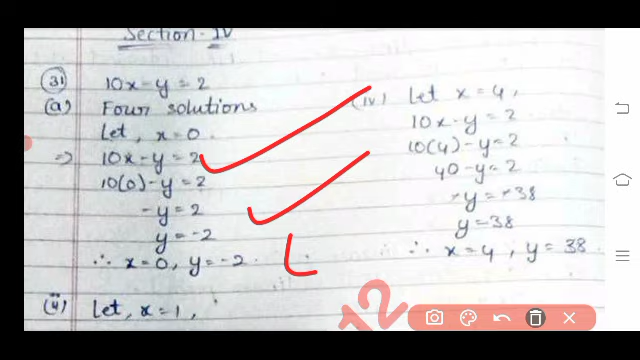 Section-IV
(31) 10x-y=2
(a) Four solutions
Let, x=0.
⇒ 10x-y=2
10(0)-y=2
-y=2
y=-2
∴ x=0, y=-2.
(ii) Let, x=1,
(iv) Let x=4,
10x-y=2
10(4)-y=2
40-y=2
-y=-38
y=38
∴ x=4, y=38
12